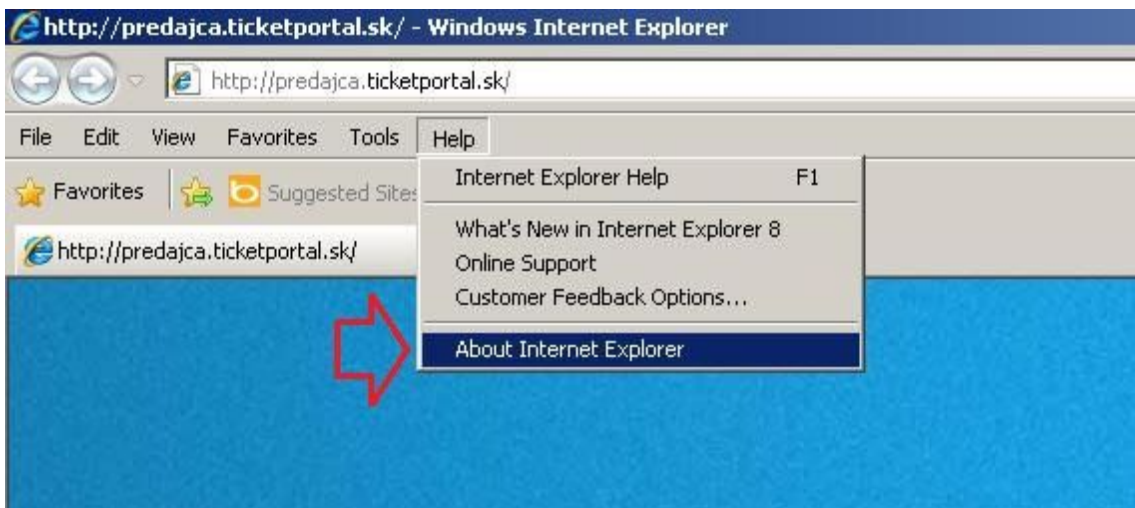 http://predajca.ticketportal.sk/ - Windows Internet Explorer
http://predajca.ticketportal.sk/
File Edit View Favorites Tools Help
Favorites Suggested Sites
http://predajca.ticketportal.sk/
Internet Explorer Help F1
What's New in Internet Explorer 8
Online Support
Customer Feedback Options...
About Internet Explorer